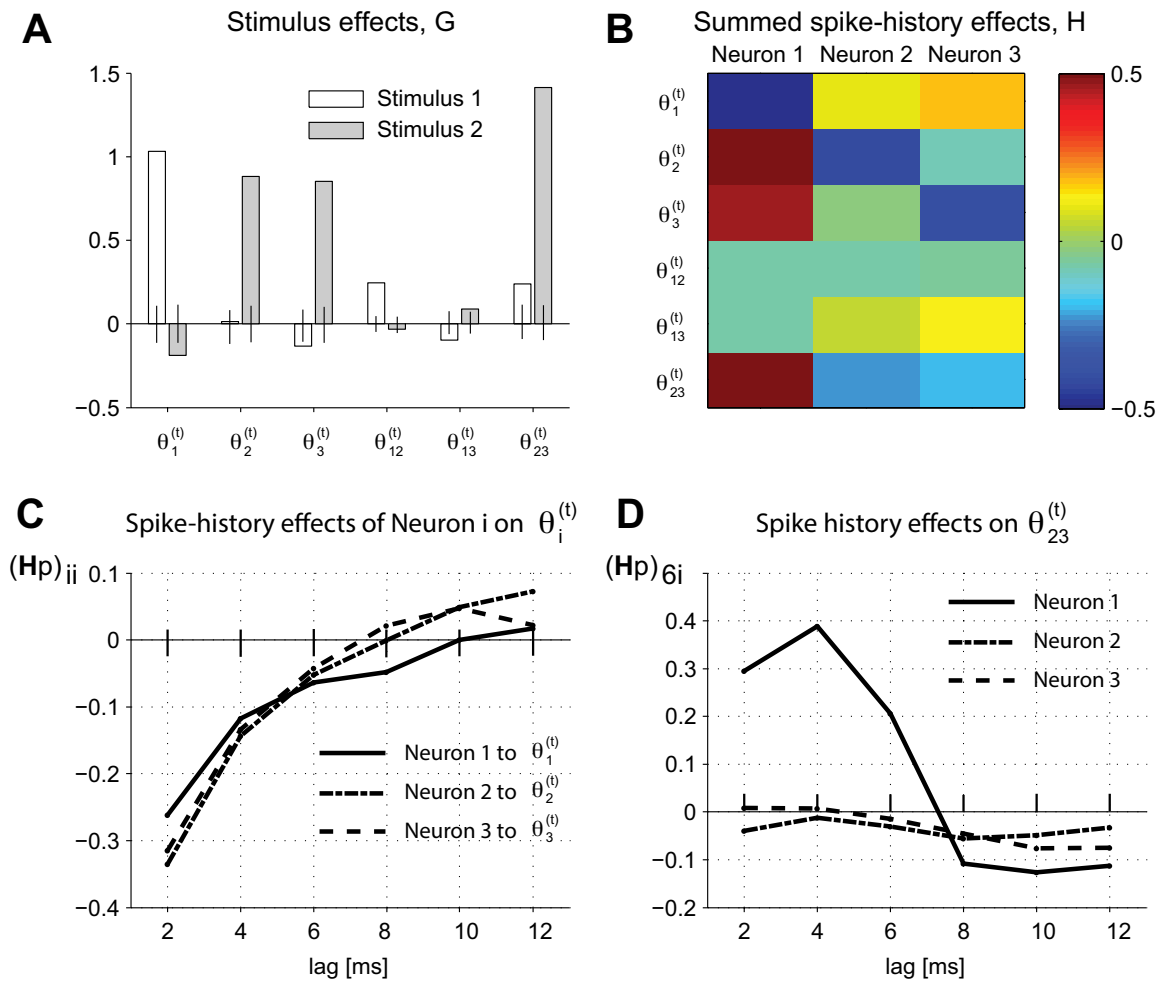 A
Stimulus effects, G
1.5
1
0.5
0
−0.5
Stimulus 1
Stimulus 2
θ₁⁽ᵗ⁾ θ₂⁽ᵗ⁾ θ₃⁽ᵗ⁾ θ₁₂⁽ᵗ⁾ θ₁₃⁽ᵗ⁾ θ₂₃⁽ᵗ⁾
B
Summed spike-history effects, H
Neuron 1 Neuron 2 Neuron 3
θ₁⁽ᵗ⁾
θ₂⁽ᵗ⁾
θ₃⁽ᵗ⁾
θ₁₂⁽ᵗ⁾
θ₁₃⁽ᵗ⁾
θ₂₃⁽ᵗ⁾
0.5
0
−0.5
C
Spike-history effects of Neuron i on θᵢ⁽ᵗ⁾
(Hp)ii
0.1
0
−0.1
−0.2
−0.3
−0.4
Neuron 1 to θ₁⁽ᵗ⁾
Neuron 2 to θ₂⁽ᵗ⁾
Neuron 3 to θ₃⁽ᵗ⁾
2 4 6 8 10 12
lag [ms]
D
Spike history effects on θ₂₃⁽ᵗ⁾
(Hp)6i
0.4
0.3
0.2
0.1
0
−0.1
−0.2
Neuron 1
Neuron 2
Neuron 3
2 4 6 8 10 12
lag [ms]